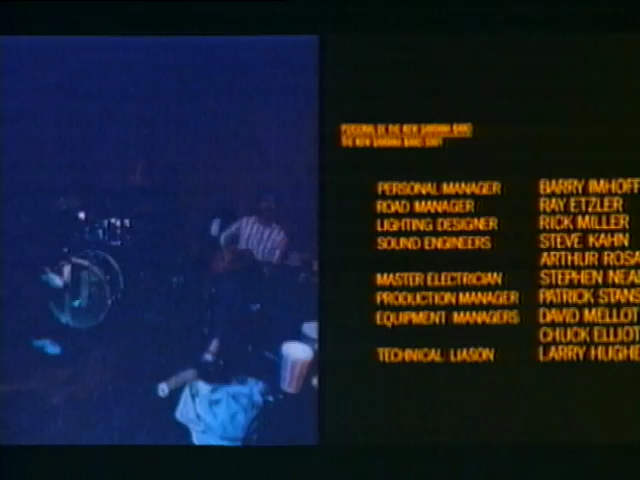 PERSONAL MANAGER BARRY IMHOFF
ROAD MANAGER RAY ETZLER
LIGHTING DESIGNER RICK MILLER
SOUND ENGINEERS STEVE KAHN
ARTHUR ROSA
MASTER ELECTRICIAN STEPHEN NEA
PRODUCTION MANAGER PATRICK STANS
EQUIPMENT MANAGERS DAVID MELLOT
CHUCK ELLIOT
TECHNICAL LIASON LARRY HUGHE